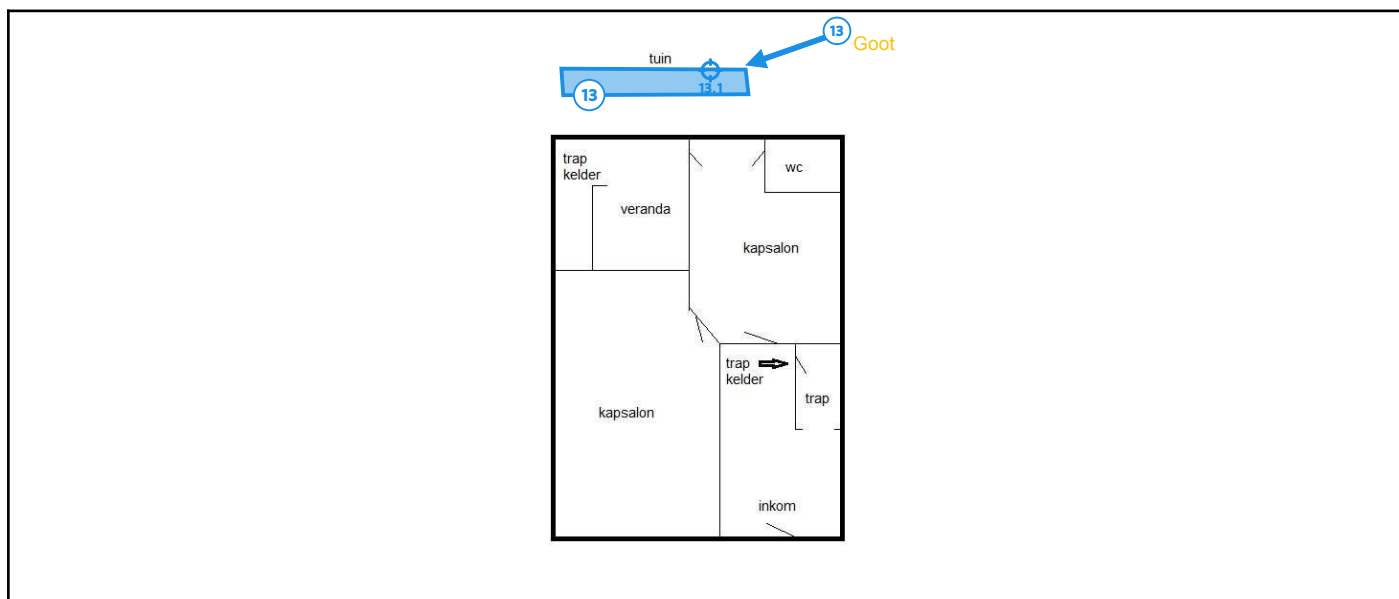 13
Goot
tuin
13.1
13
trap
kelder
wc
veranda
kapsalon
trap
kelder
trap
kapsalon
inkom